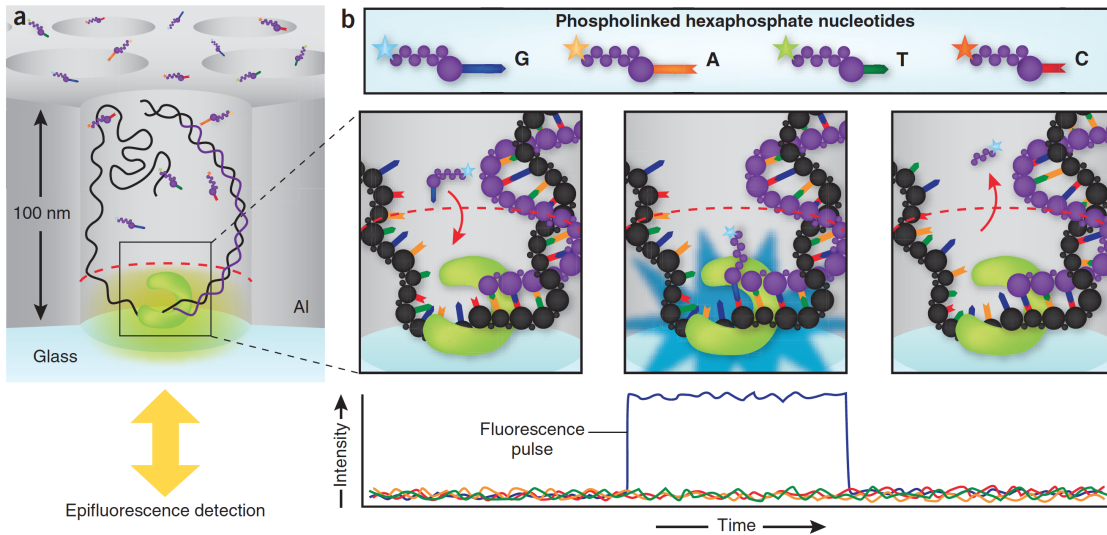 a
100 nm
Glass
Al
Epifluorescence detection
b
Phospholinked hexaphosphate nucleotides
G
A
T
C
Intensity
Fluorescence
pulse
Time